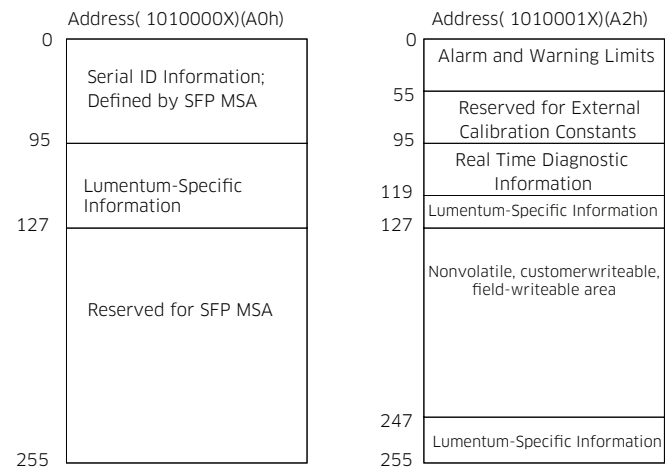 Address( 1010000X)(A0h)
0
Serial ID Information;
Defined by SFP MSA
95
Lumentum-Specific
Information
127
Reserved for SFP MSA
255
Address( 1010001X)(A2h)
0
Alarm and Warning Limits
55
Reserved for External
Calibration Constants
95
Real Time Diagnostic
Information
119
Lumentum-Specific Information
127
Nonvolatile, customerwriteable,
field-writeable area
247
Lumentum-Specific Information
255